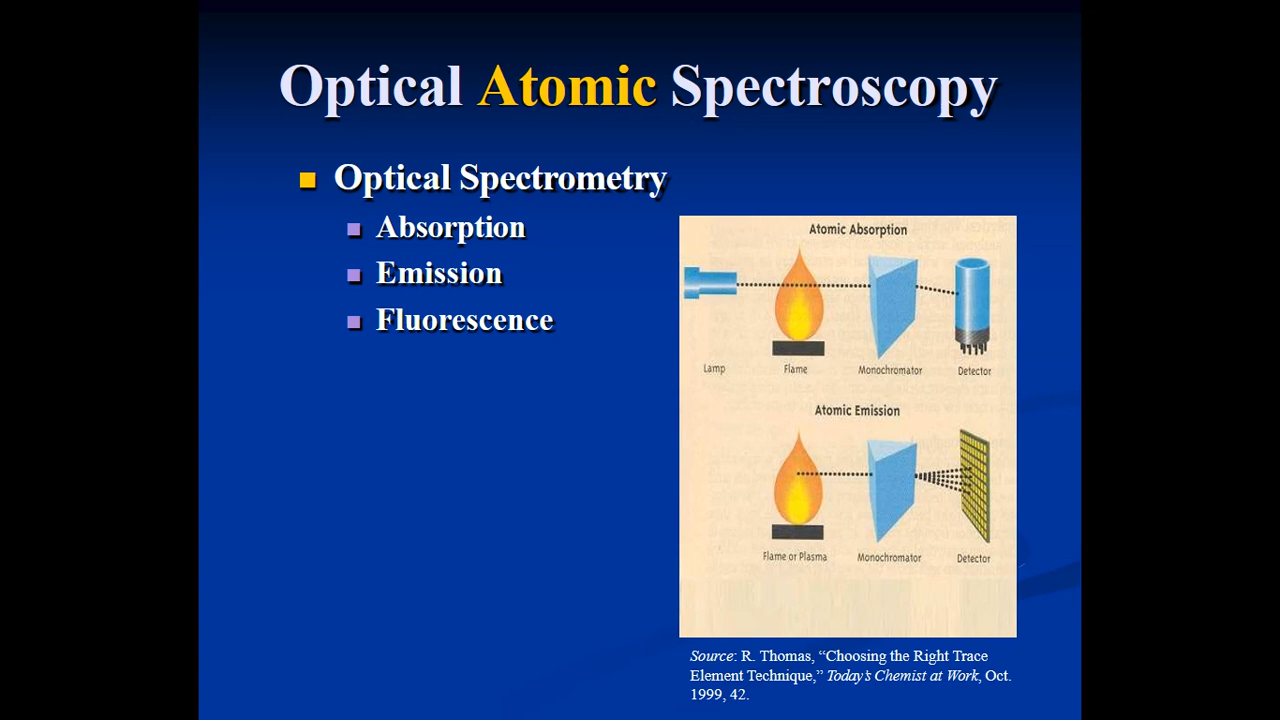 Optical Atomic Spectroscopy
Optical Spectrometry
Absorption
Emission
Fluorescence
Atomic Absorption
Lamp
Flame
Monochromator
Detector
Atomic Emission
Flame or Plasma
Monochromator
Detector
Source: R. Thomas, “Choosing the Right Trace
Element Technique,” Today’s Chemist at Work, Oct.
1999, 42.